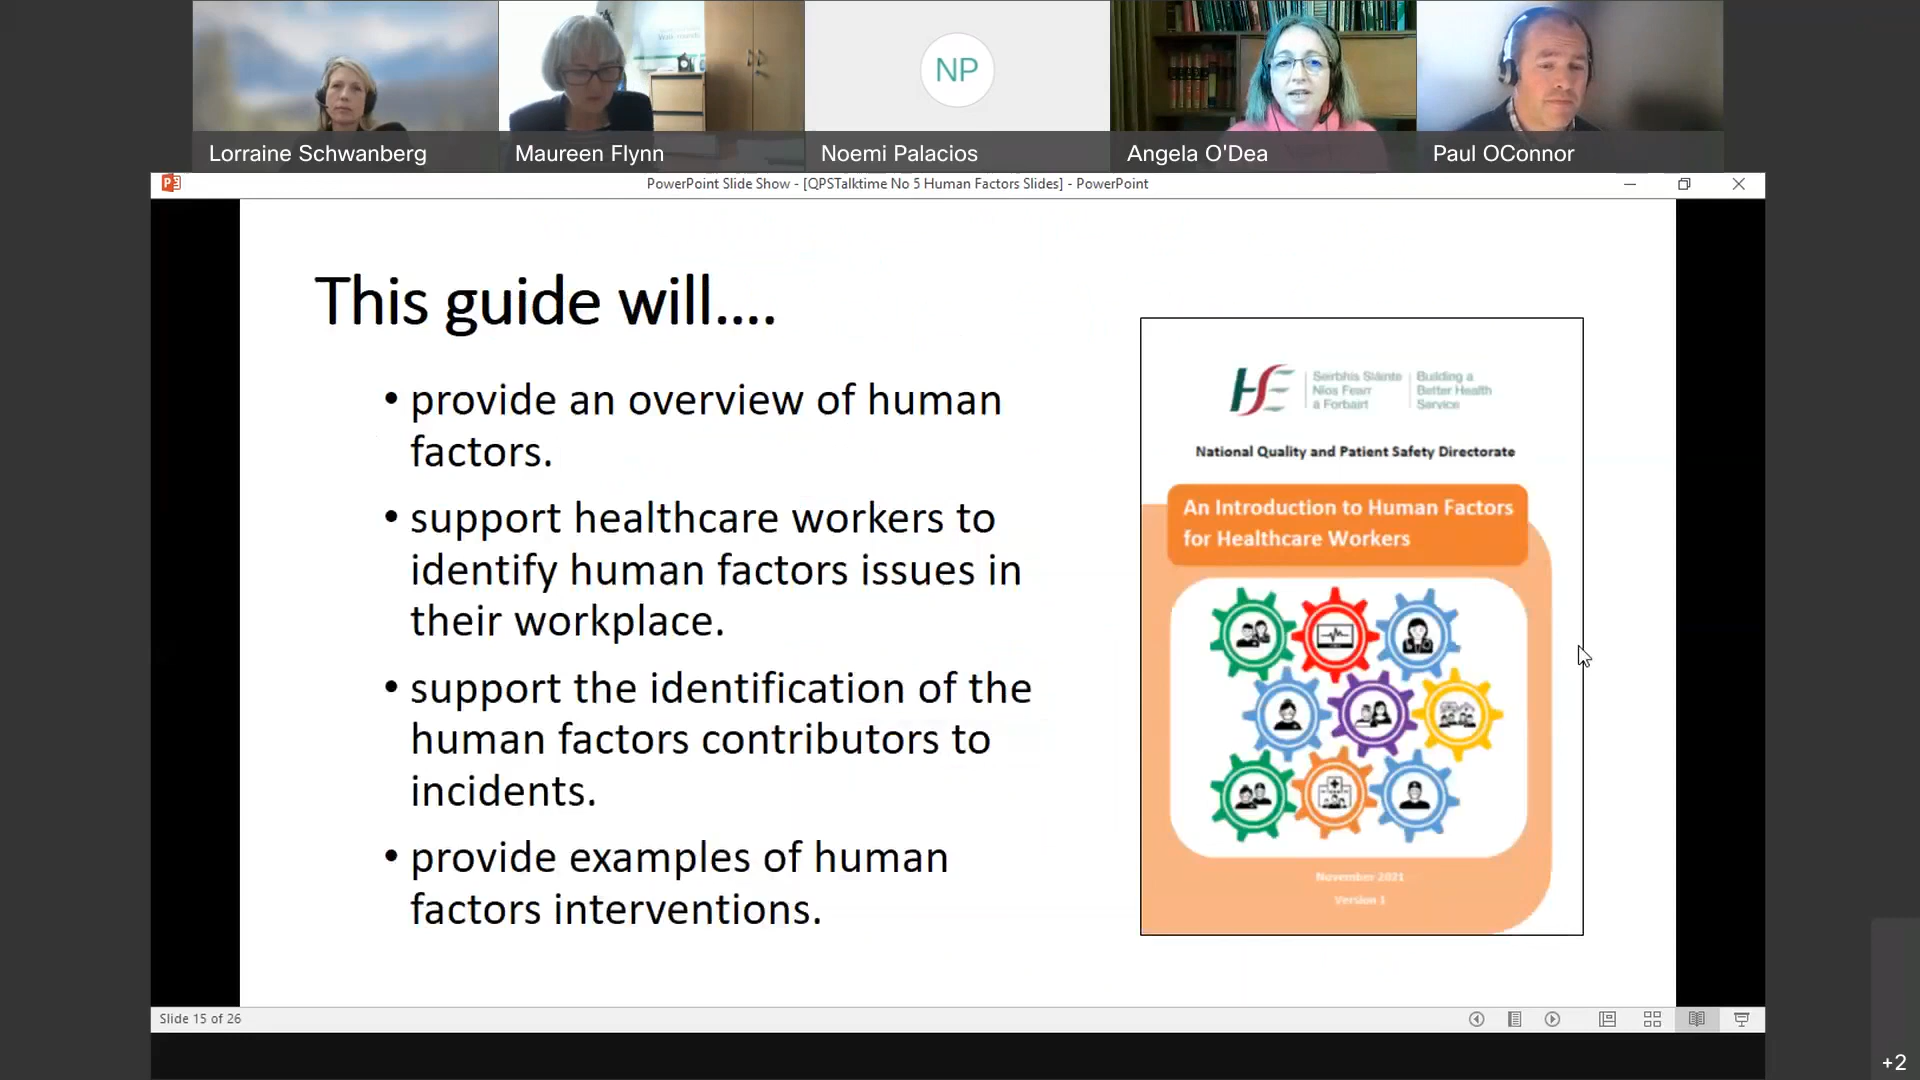 Lorraine Schwanberg
Maureen Flynn
NP
Noemi Palacios
Angela O'Dea
Paul OConnor
PowerPoint Slide Show - [QPSTalktime No 5 Human Factors Slides] - PowerPoint
This guide will....
• provide an overview of human
factors.
• support healthcare workers to
identify human factors issues in
their workplace.
• support the identification of the
human factors contributors to
incidents.
• provide examples of human
factors interventions.
Seirbhís Sláinte
Níos Fearr
á Forbairt
Building a
Better Health
Service
National Quality and Patient Safety Directorate
An Introduction to Human Factors
for Healthcare Workers
November 2021
Version 1
Slide 15 of 26
+2